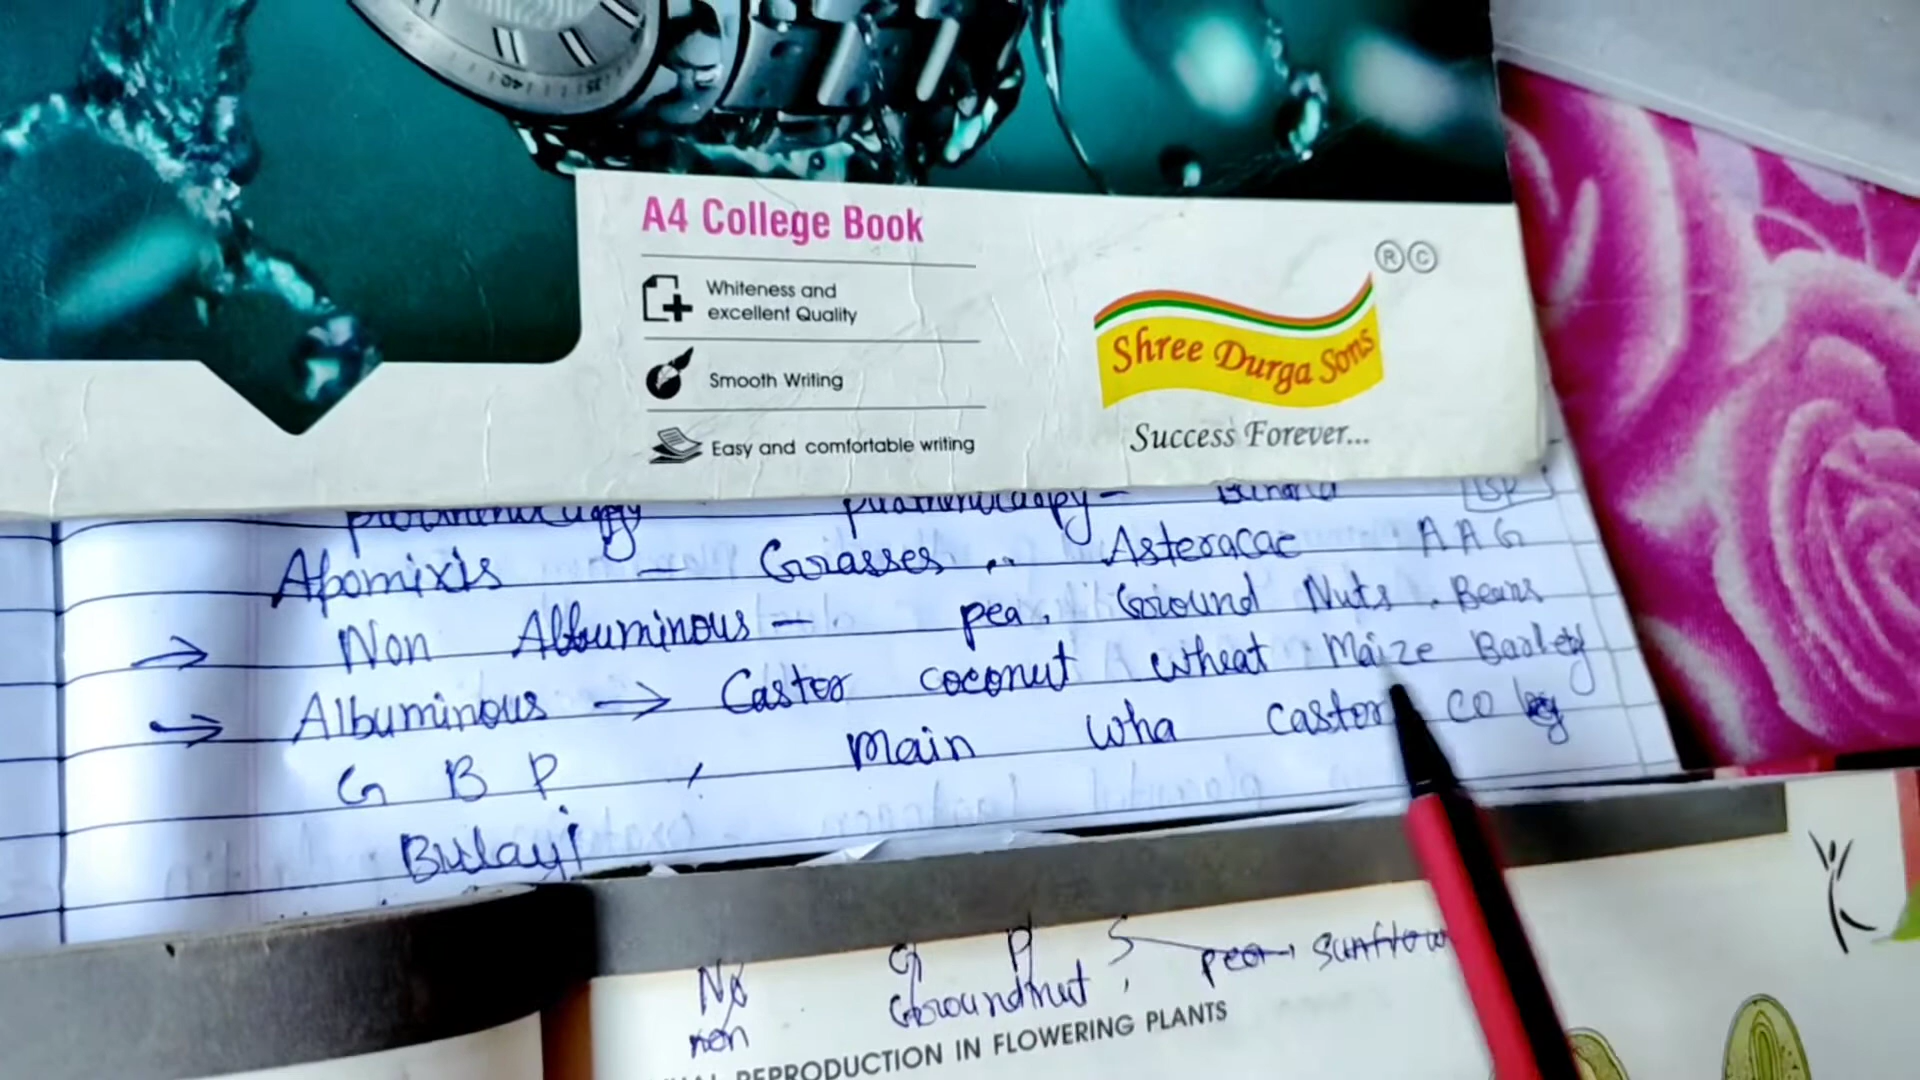 A4 College Book
Whiteness and
excellent Quality
Smooth Writing
Easy and comfortable writing
® ©
Shree Durga Sons
Success Forever...
Apomixis — Grasses .. Asteracae AAG
→ Non Albuminous — pea, Ground Nuts. Beans
→ Albuminous → Castor coconut wheat Maize Barley
G B P , main wha castor co
Bulayi
G P S
Groundnut, pea, sunflow
non
REPRODUCTION IN FLOWERING PLANTS